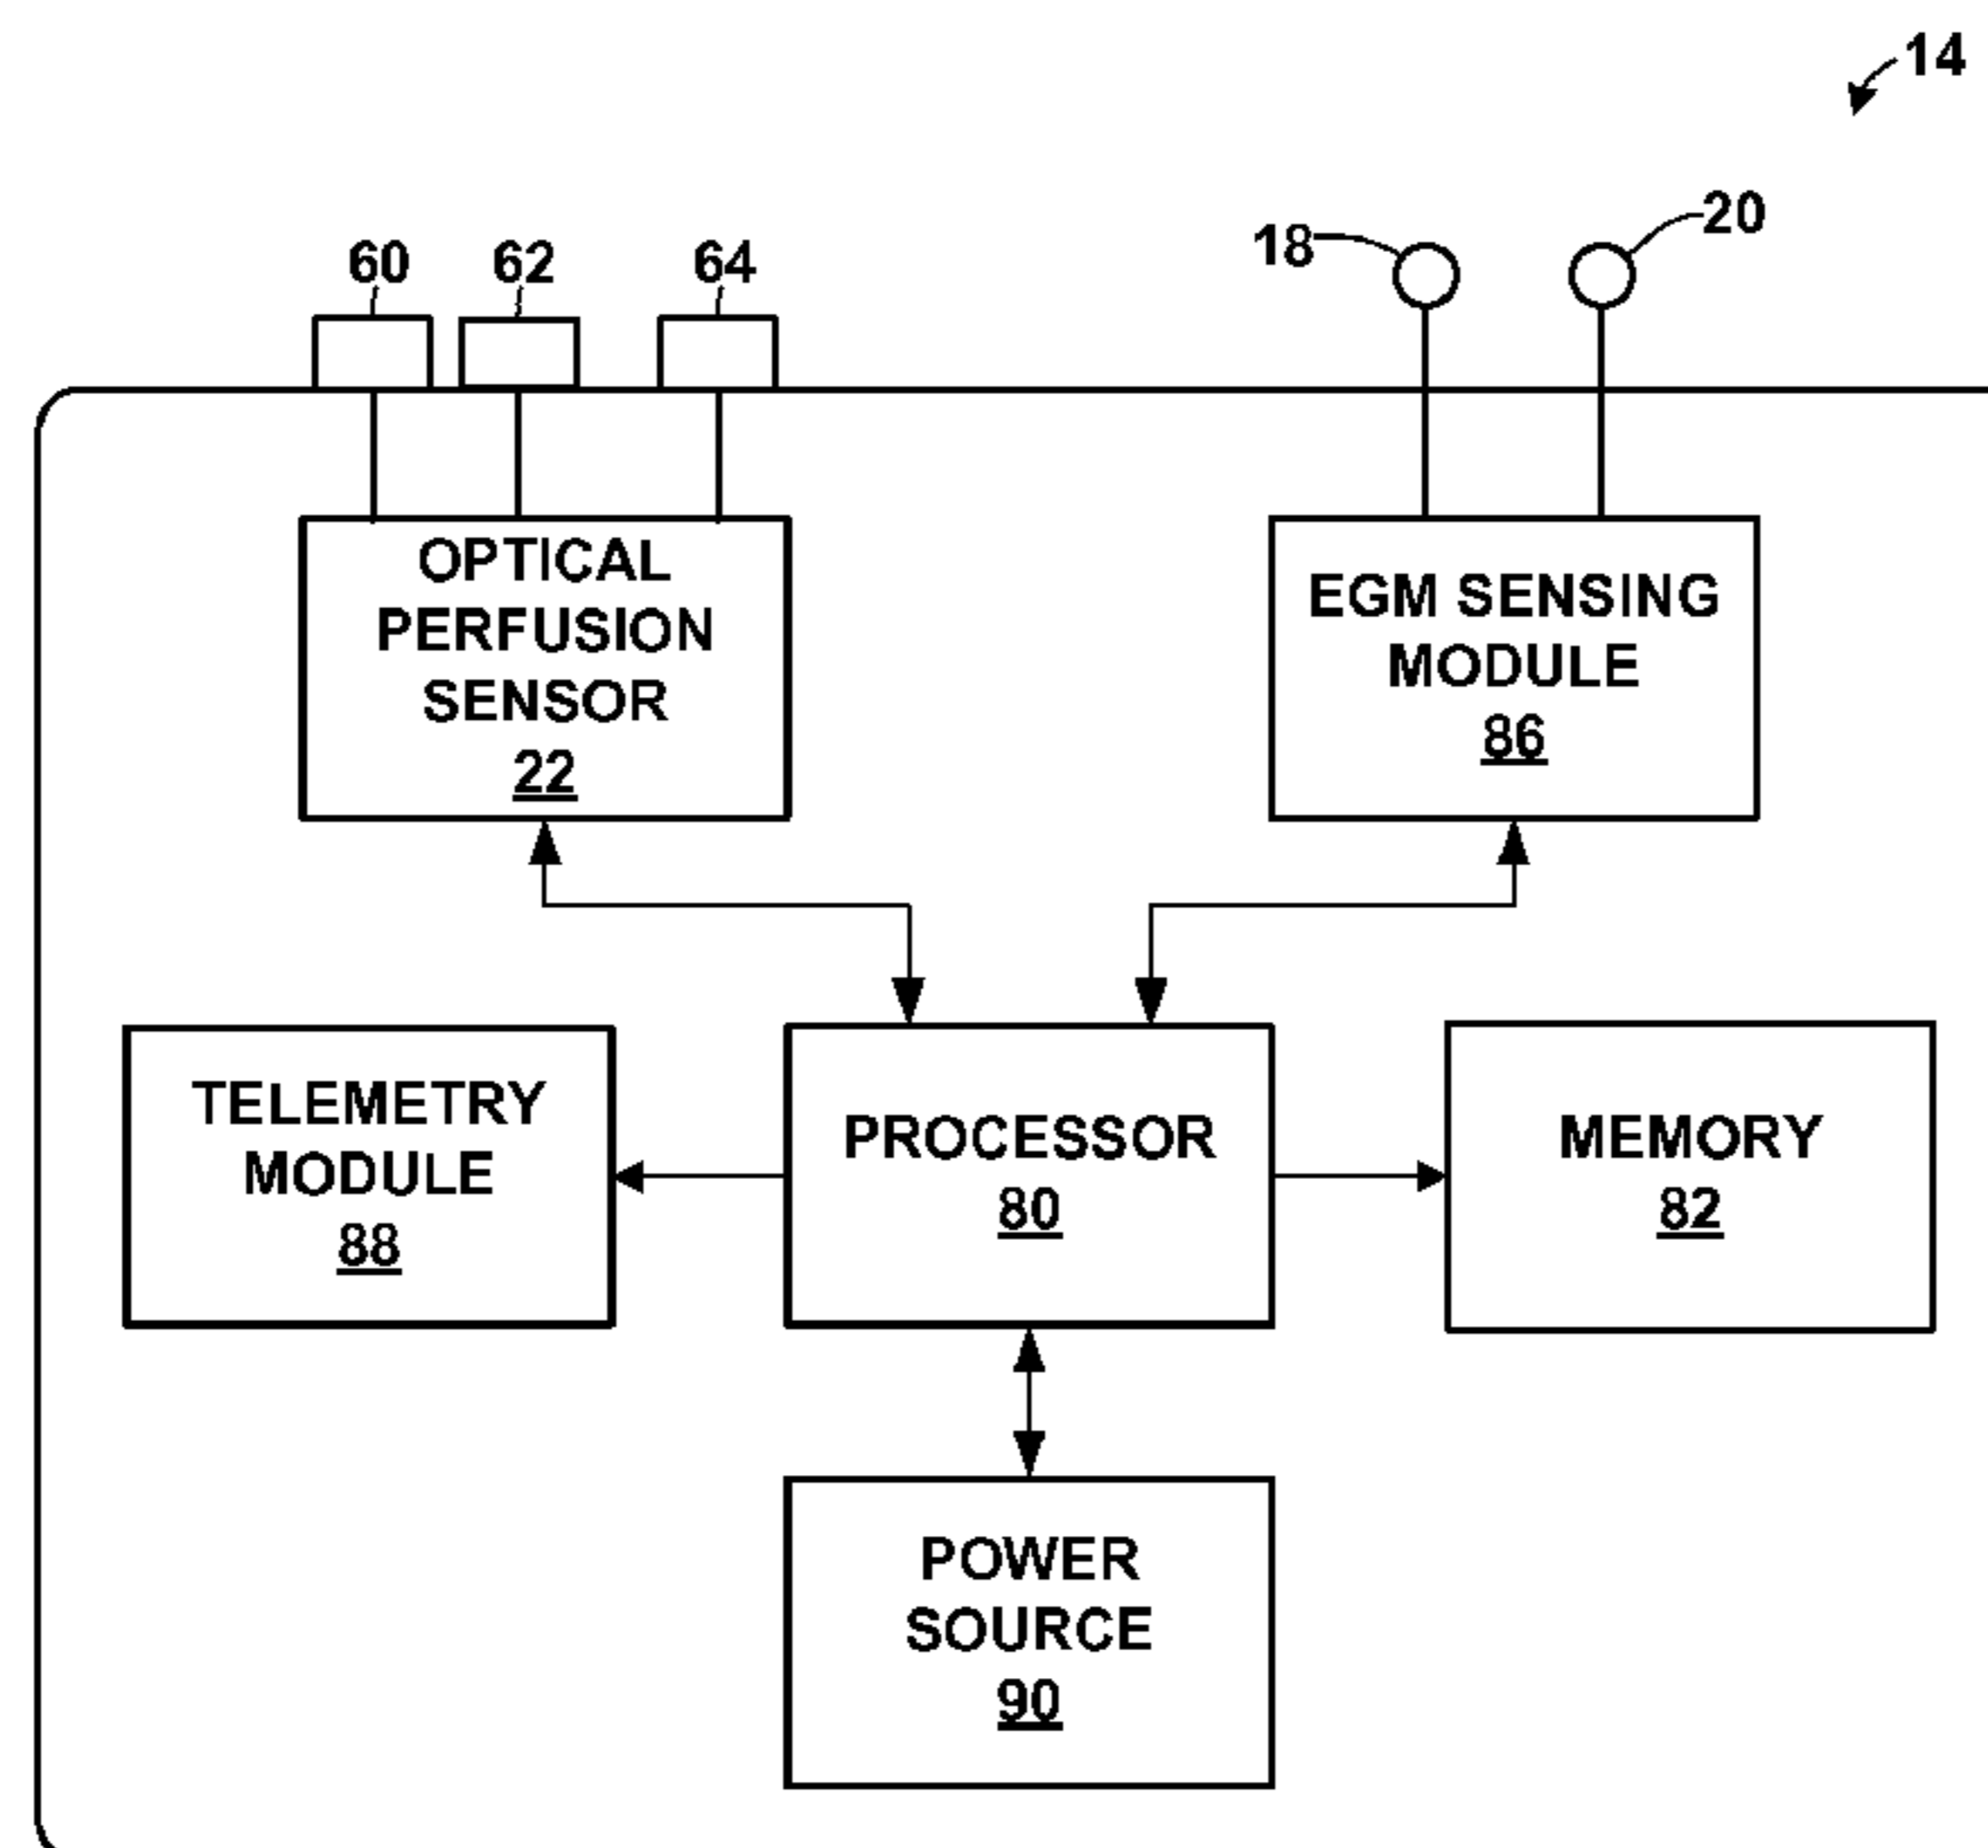 14
60
62
64
18
20
OPTICAL
PERFUSION
SENSOR
22
EGM SENSING
MODULE
86
TELEMETRY
MODULE
88
PROCESSOR
80
MEMORY
82
POWER
SOURCE
90